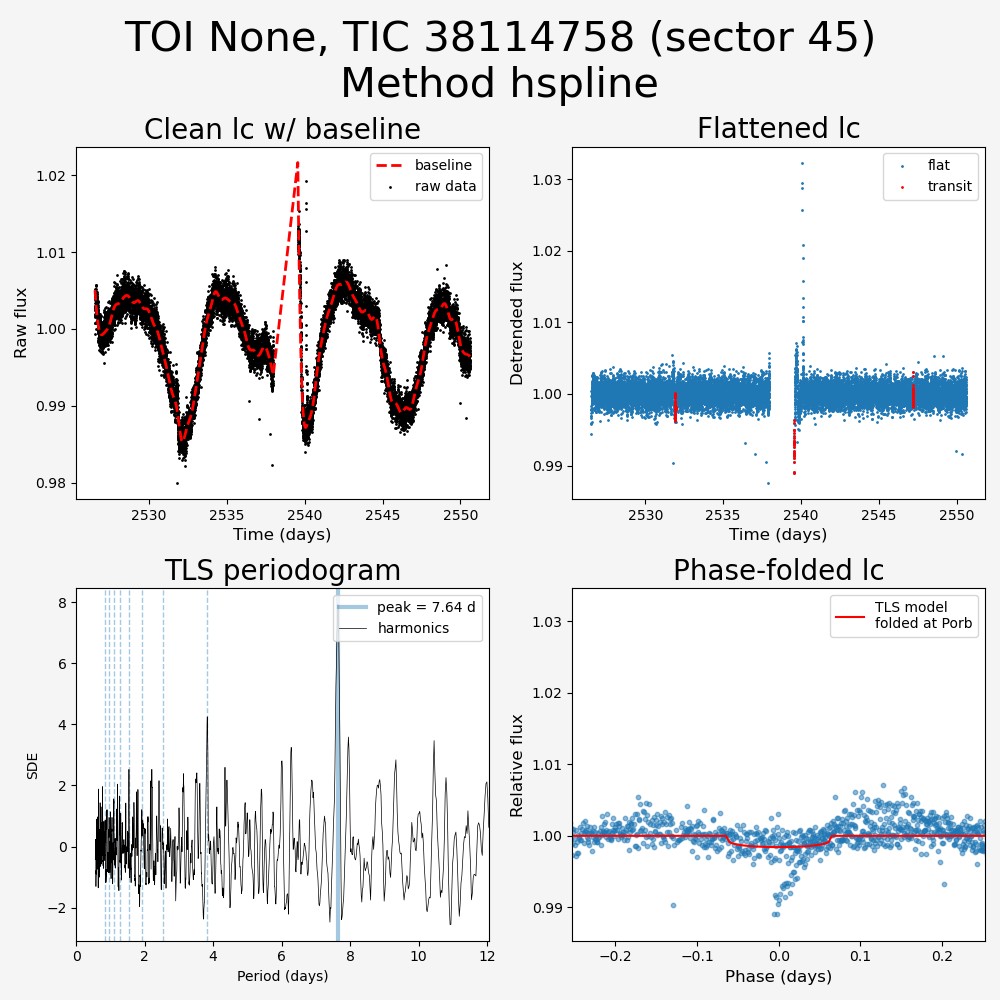 TOI None, TIC 38114758 (sector 45)
Method hspline
Clean lc w/ baseline
Raw flux
1.02
1.01
1.00
0.99
0.98
baseline
raw data
2530
2535
2540
2545
2550
Time (days)
Flattened lc
Detrended flux
1.03
1.02
1.01
1.00
0.99
flat
transit
2530
2535
2540
2545
2550
Time (days)
TLS periodogram
SDE
8
6
4
2
0
−2
peak = 7.64 d
harmonics
0
2
4
6
8
10
12
Period (days)
Phase-folded lc
Relative flux
1.03
1.02
1.01
1.00
0.99
TLS model
folded at Porb
−0.2
−0.1
0.0
0.1
0.2
Phase (days)